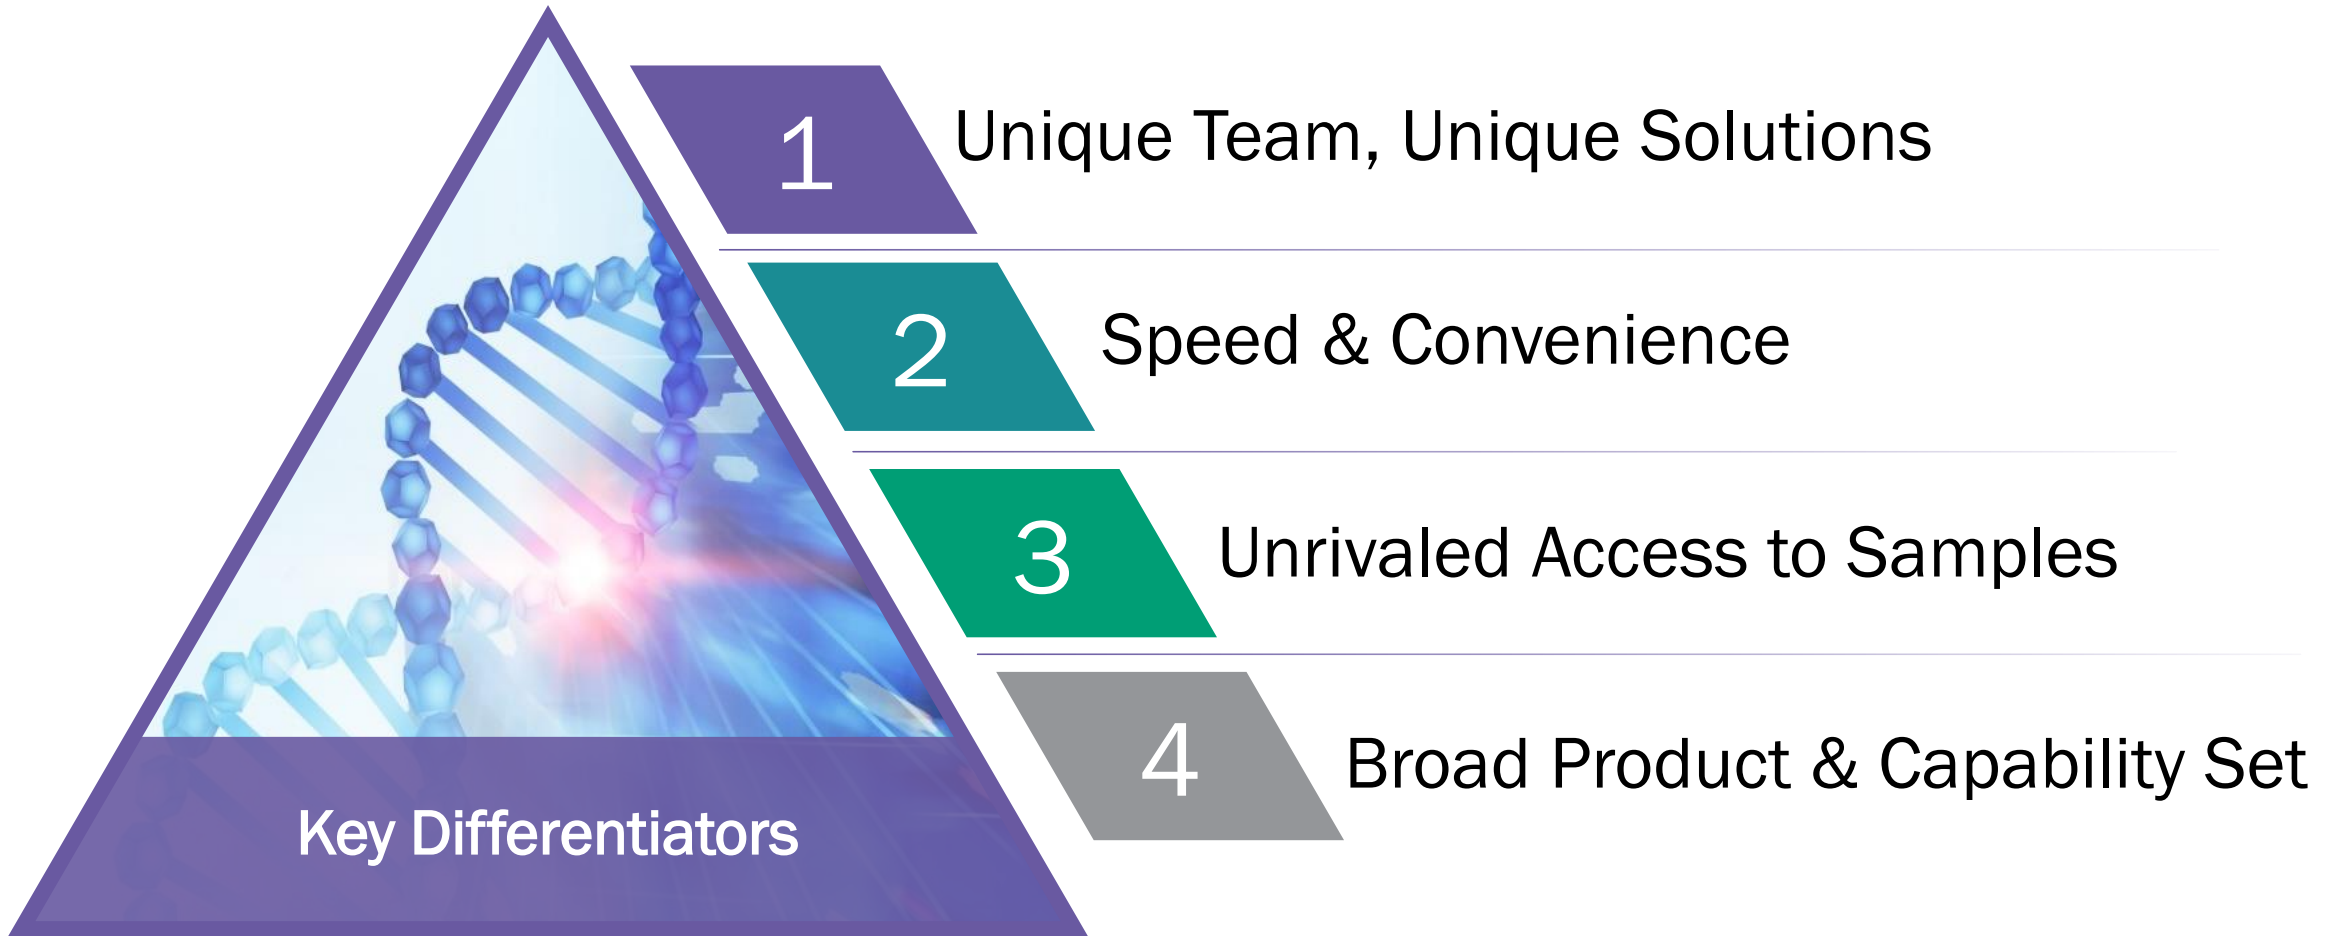 1
Unique Team, Unique Solutions
2
Speed & Convenience
3
Unrivaled Access to Samples
4
Broad Product & Capability Set
Key Differentiators